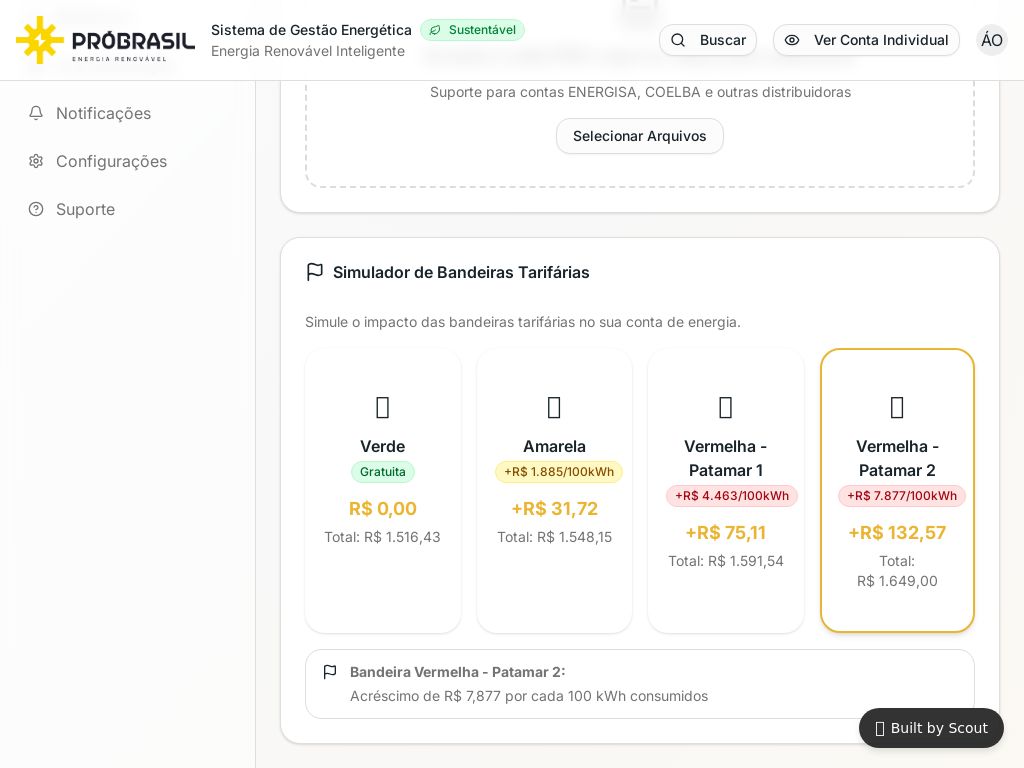 PRÓBRASIL
ENERGIA RENOVÁVEL
Sistema de Gestão Energética
Sustentável
Energia Renovável Inteligente
Buscar
Ver Conta Individual
ÁO
Notificações
Configurações
Suporte
Suporte para contas ENERGISA, COELBA e outras distribuidoras
Selecionar Arquivos
Simulador de Bandeiras Tarifárias
Simule o impacto das bandeiras tarifárias no sua conta de energia.
Verde
Gratuita
R$ 0,00
Total: R$ 1.516,43
Amarela
+R$ 1.885/100kWh
+R$ 31,72
Total: R$ 1.548,15
Vermelha -
Patamar 1
+R$ 4.463/100kWh
+R$ 75,11
Total: R$ 1.591,54
Vermelha -
Patamar 2
+R$ 7.877/100kWh
+R$ 132,57
Total:
R$ 1.649,00
Bandeira Vermelha - Patamar 2:
Acréscimo de R$ 7,877 por cada 100 kWh consumidos
Built by Scout